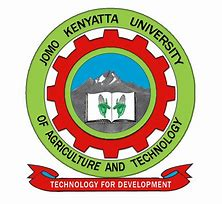 JOMO KENYATTA UNIVERSITY
OF AGRICULTURE AND TECHNOLOGY
TECHNOLOGY FOR DEVELOPMENT